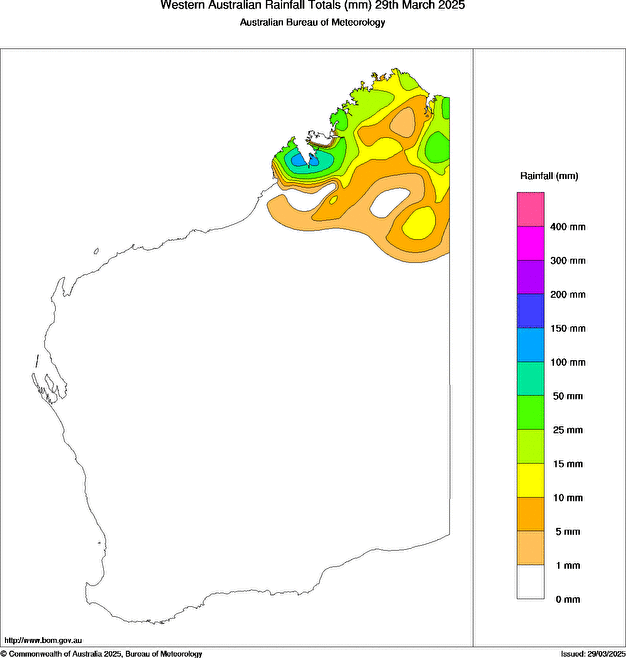 Western Australian Rainfall Totals (mm) 29th March 2025
Australian Bureau of Meteorology
Rainfall (mm)
400 mm
300 mm
200 mm
150 mm
100 mm
50 mm
25 mm
15 mm
10 mm
5 mm
1 mm
0 mm
http://www.bom.gov.au
© Commonwealth of Australia 2025, Bureau of Meteorology
Issued: 29/03/2025